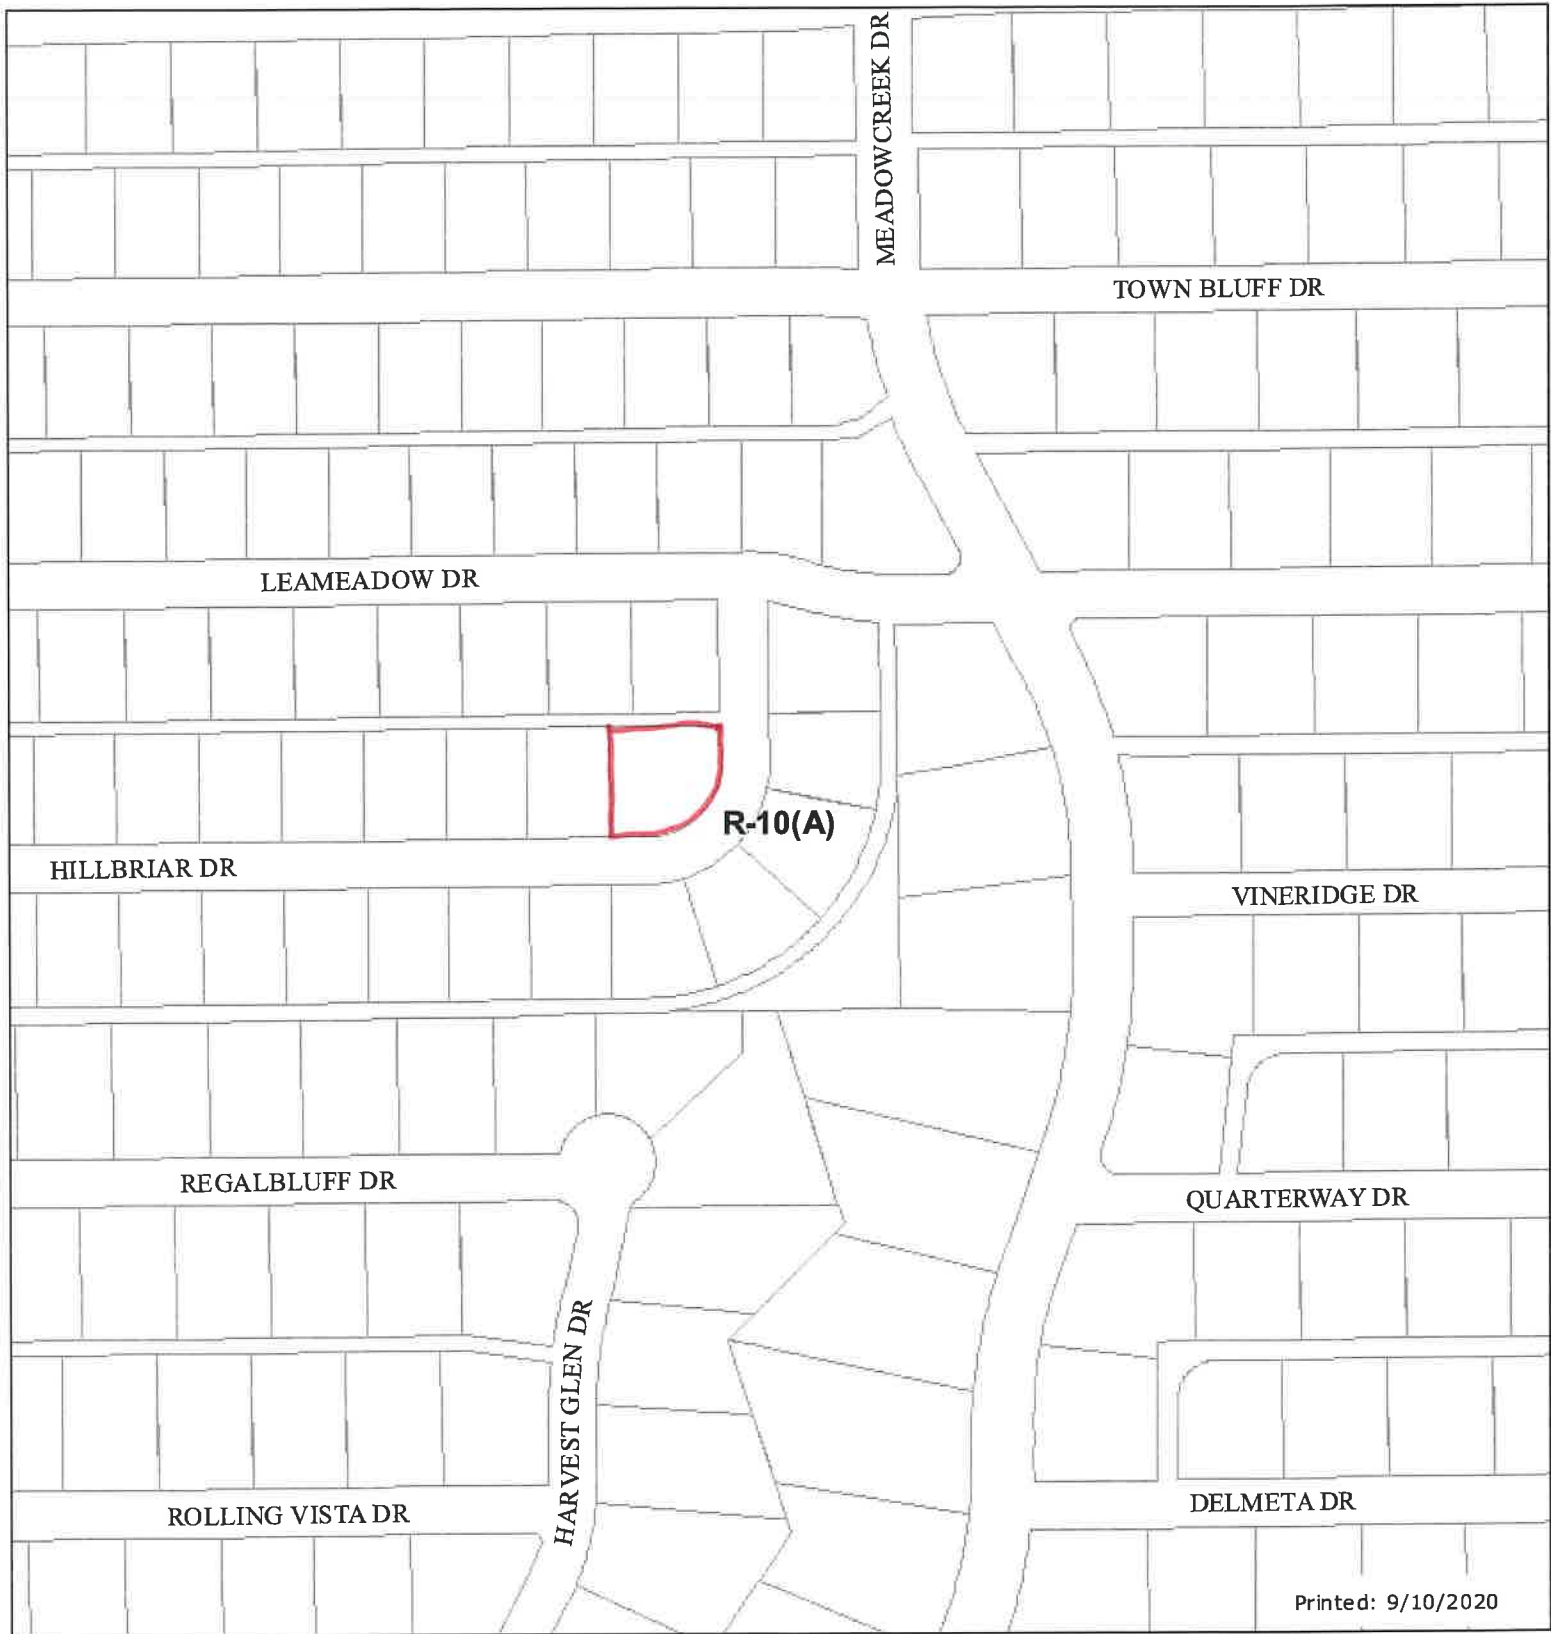 MEADOWCREEK DR
TOWN BLUFF DR
LEAMEADOW DR
R-10(A)
HILLBRIAR DR
VINERIDGE DR
REGALBLUFF DR
QUARTERWAY DR
HARVEST GLEN DR
ROLLING VISTA DR
DELMETA DR
Printed: 9/10/2020